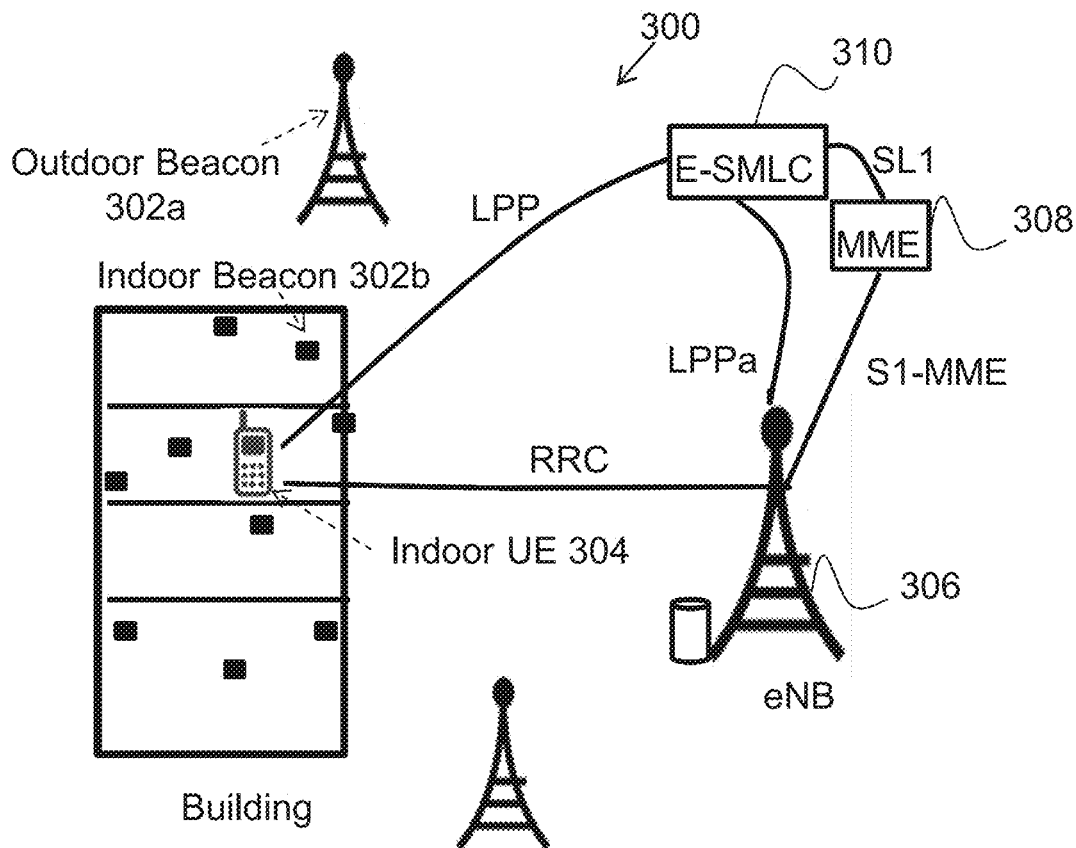 300
310
Outdoor Beacon
302a
LPP
E-SMLC
SL1
MME
308
Indoor Beacon 302b
LPPa
S1-MME
RRC
Indoor UE 304
306
eNB
Building